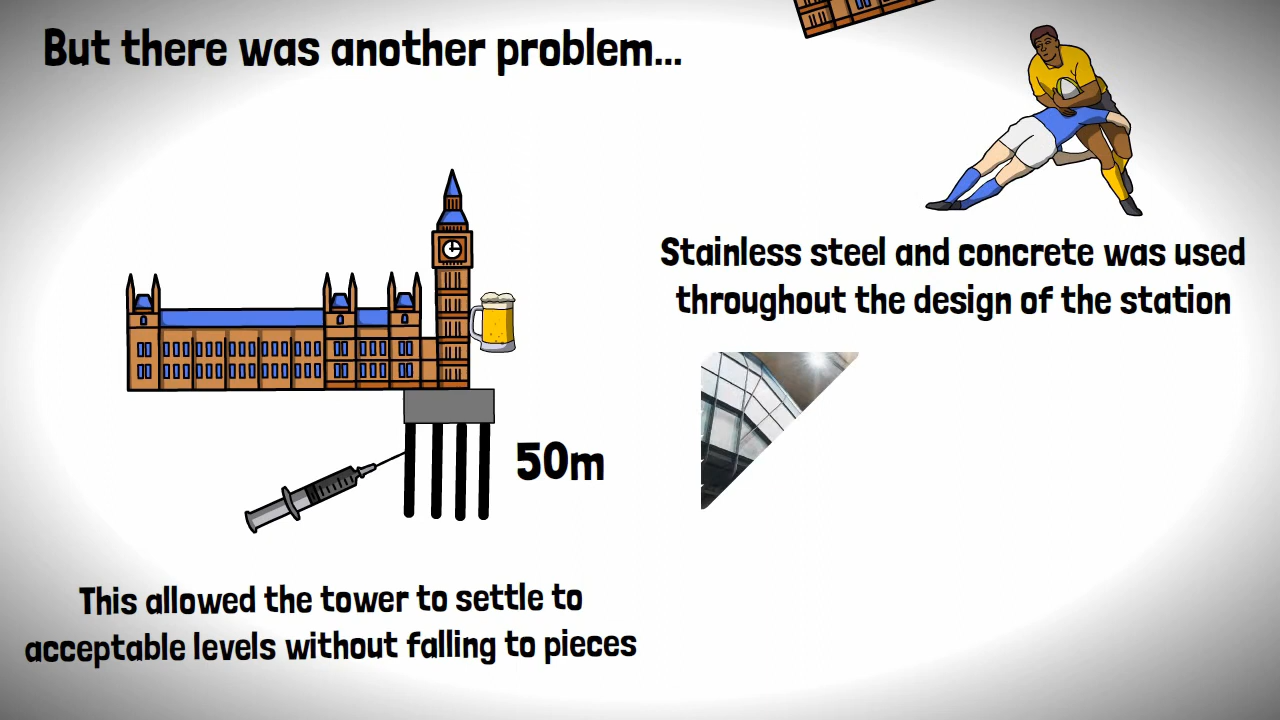 But there was another problem...
Stainless steel and concrete was used
throughout the design of the station
50m
This allowed the tower to settle to
acceptable levels without falling to pieces